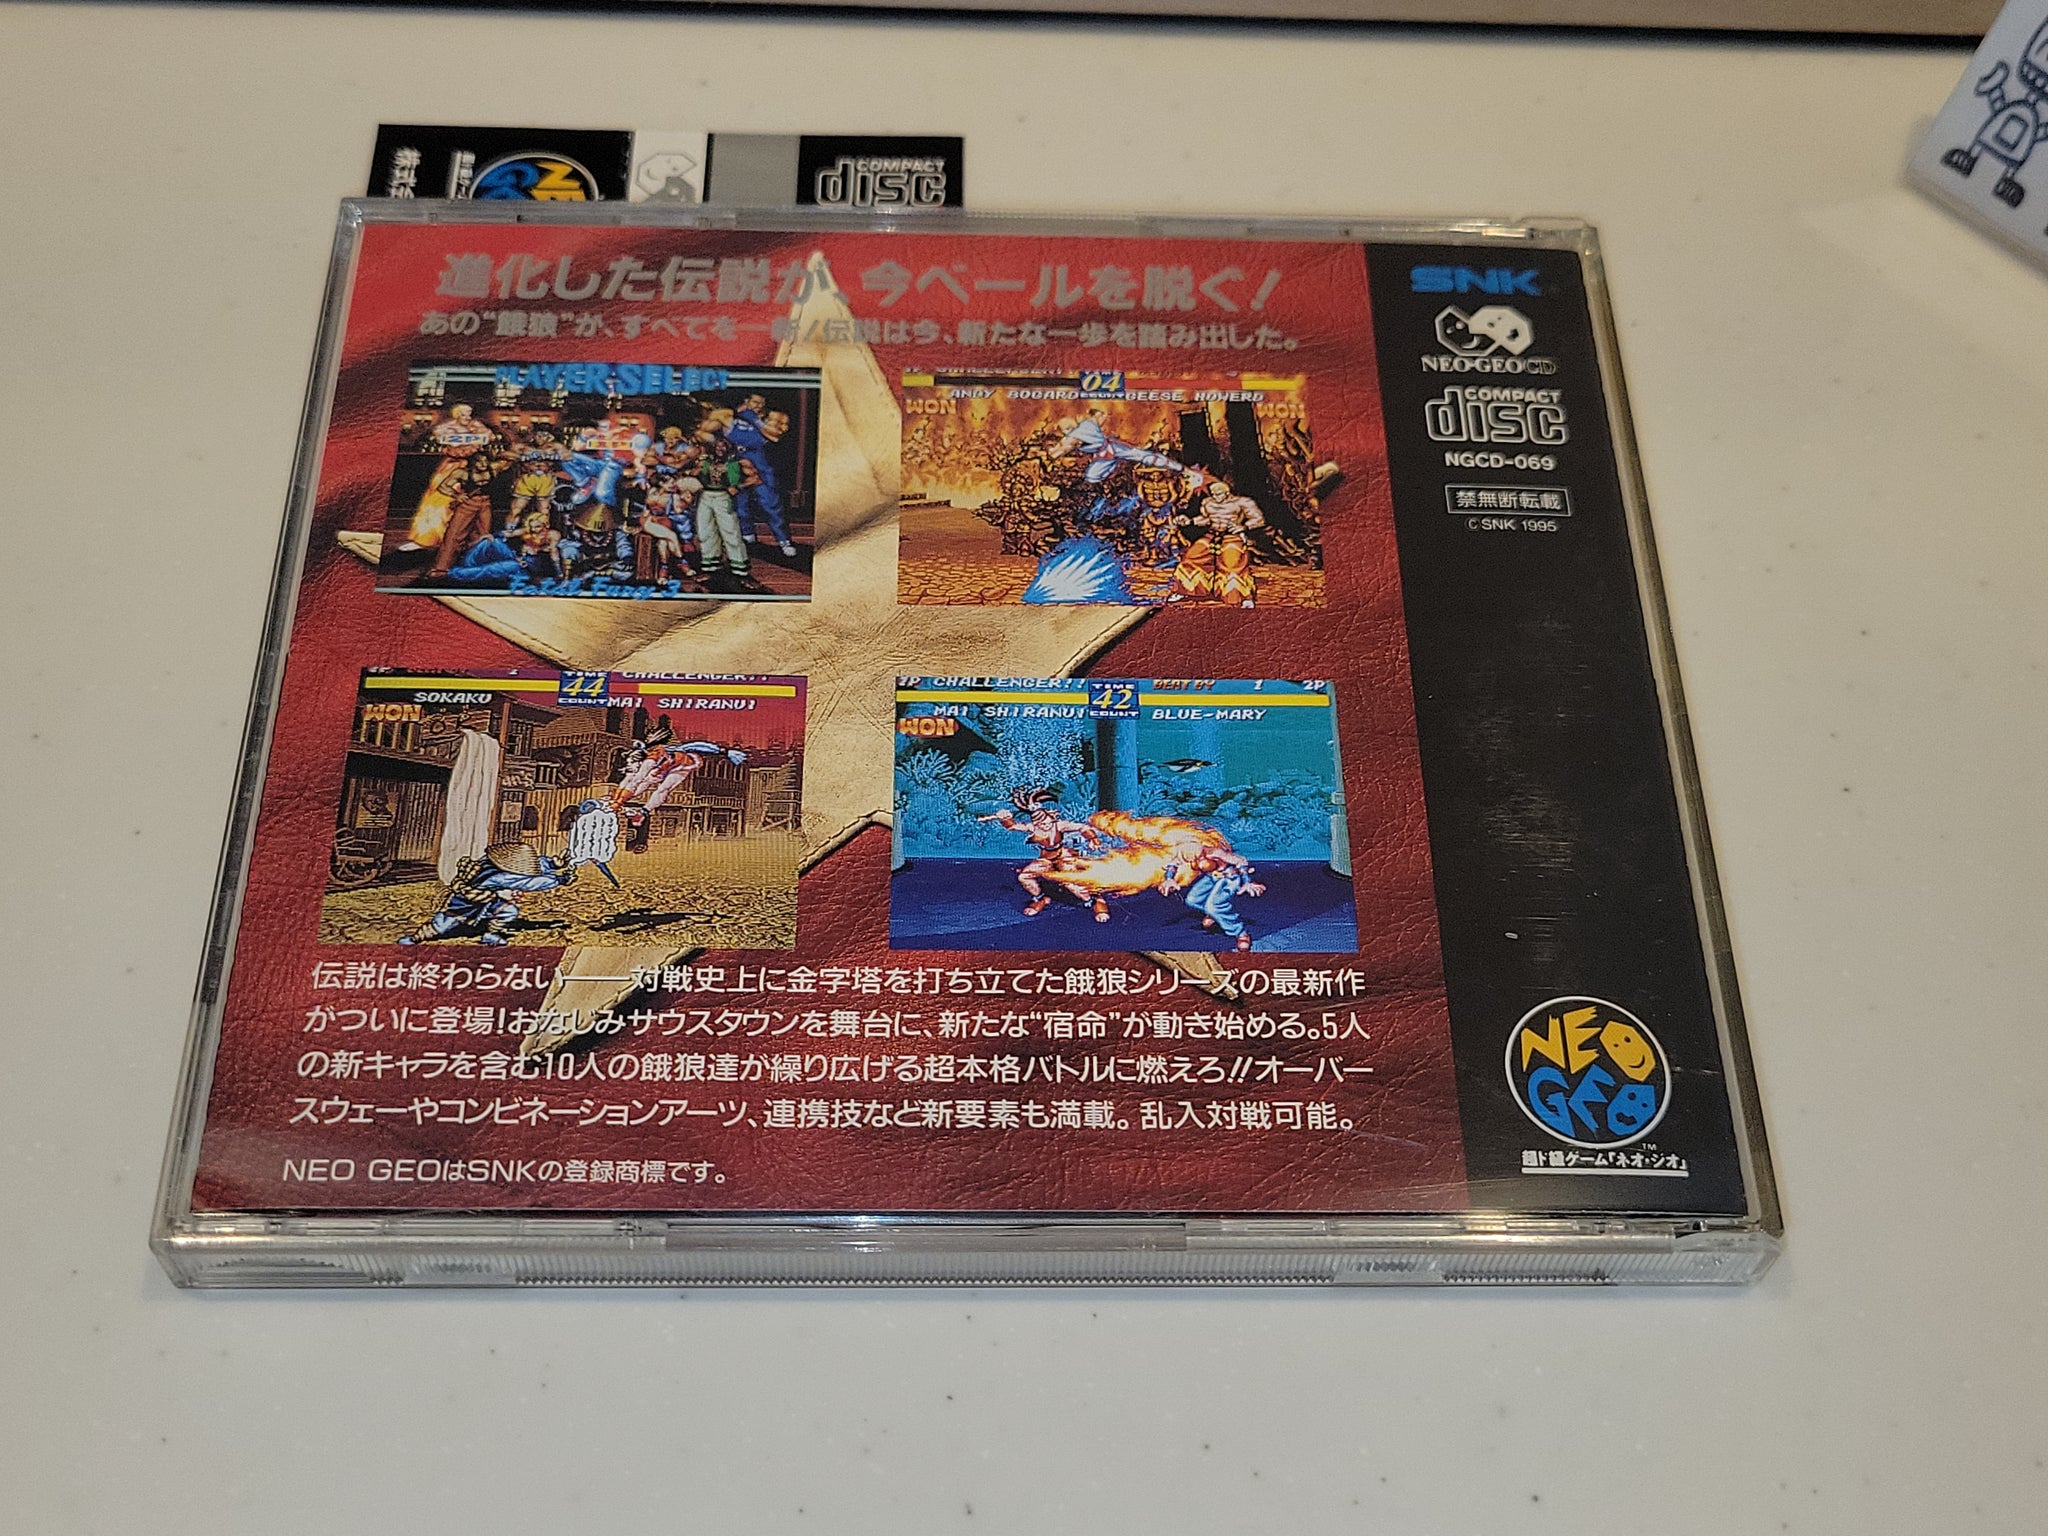 株式会
COMPACT
disc
進化した伝説が、今ベールを脱ぐ!
あの“餓狼”が、すべてを一新!伝説は今、新たな一歩を踏み出した。
PLAYER SELECT
2P
Fatal Fury 3
TIME
04
ANDY BOGARD COUNT GEESE HOWERD
WON WON
1 CHALLENGER!!
TIME
44
SOKAKU COUNT MAI SHIRANUI
WON
1P CHALLENGER!! BEAT BY 1 2P
TIME
42
MAI SHIRANUI COUNT BLUE-MARY
WON
伝説は終わらない——対戦史上に金字塔を打ち立てた餓狼シリーズの最新作
がついに登場!おなじみサウスタウンを舞台に、新たな“宿命”が動き始める。5人
の新キャラを含む10人の餓狼達が繰り広げる超本格バトルに燃えろ!!オーバー
スウェーやコンビネーションアーツ、連携技など新要素も満載。乱入対戦可能。
NEO GEOはSNKの登録商標です。
SNK
NEO・GEO CD
COMPACT
disc
NGCD-069
禁無断転載
© SNK 1995
NEO
GEO
TM
超ド級ゲーム「ネオ・ジオ」